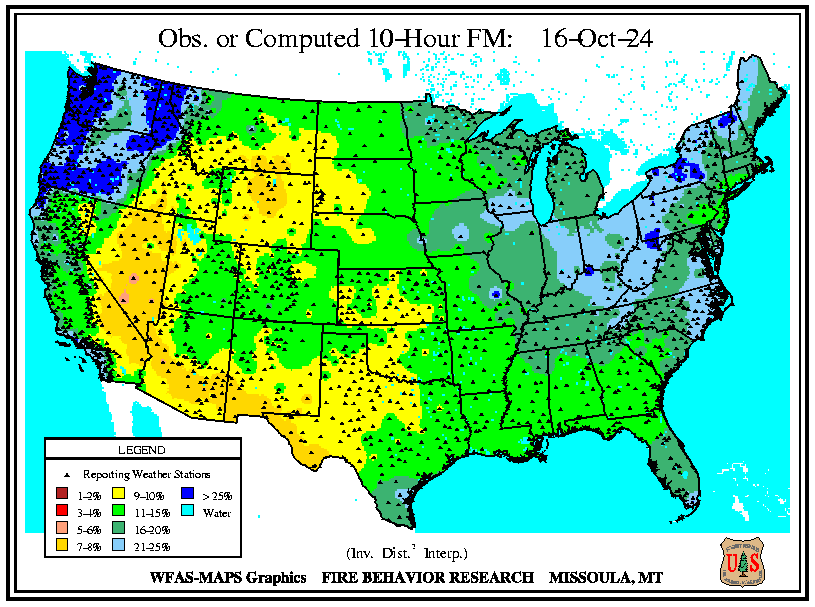 Obs. or Computed 10-Hour FM: 16-Oct-24
LEGEND
Reporting Weather Stations
1-2% 9-10% > 25%
3-4% 11-15% Water
5-6% 16-20%
7-8% 21-25%
(Inv. Dist.² Interp.)
WFAS-MAPS Graphics FIRE BEHAVIOR RESEARCH MISSOULA, MT
U S